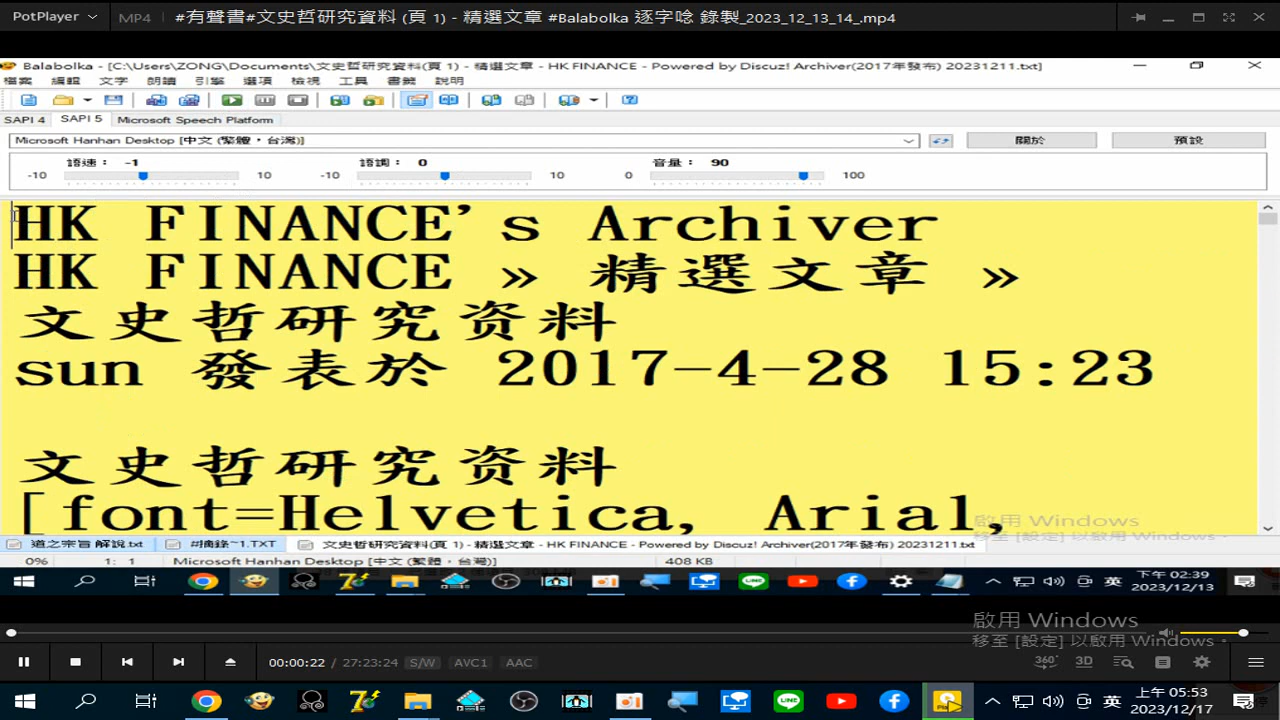 PotPlayer MP4 #有聲書#文史哲研究資料 (頁 1) - 精選文章 #Balabolka 逐字唸 錄製_2023_12_13_14_.mp4
Balabolka - [C:\Users\ZONG\Documents\文史哲研究资料(頁 1) - 精選文章 - HK FINANCE - Powered by Discuz! Archiver(2017年發布) 20231211.txt]
檔案 編輯 文字 朗讀 引擎 選項 檢視 工具 書籤 說明
SAPI 4 SAPI 5 Microsoft Speech Platform
Microsoft Hanhan Desktop [中文 (繁體，台灣)] 關於 預設
語速： -1 語調： 0 音量： 90
-10 10 -10 10 0 100
HK FINANCE's Archiver
HK FINANCE » 精選文章 »
文史哲研究资料
sun 發表於 2017-4-28 15:23
文史哲研究资料
[font=Helvetica, Arial,
啟用 Windows
移至 [設定] 以啟用 Windows。
道之宗旨 解說.txt #摘錄~1.TXT 文史哲研究资料(頁 1) - 精選文章 - HK FINANCE - Powered by Discuz! Archiver(2017年發布) 20231211.txt
0% 1: 1 Microsoft Hanhan Desktop [中文 (繁體，台灣)] 408 KB
英 下午 02:39
2023/12/13
啟用 Windows
移至 [設定] 以啟用 Windows。
00:00:22 / 27:23:24 S/W AVC1 AAC 360° 3D
英 上午 05:53
2023/12/17